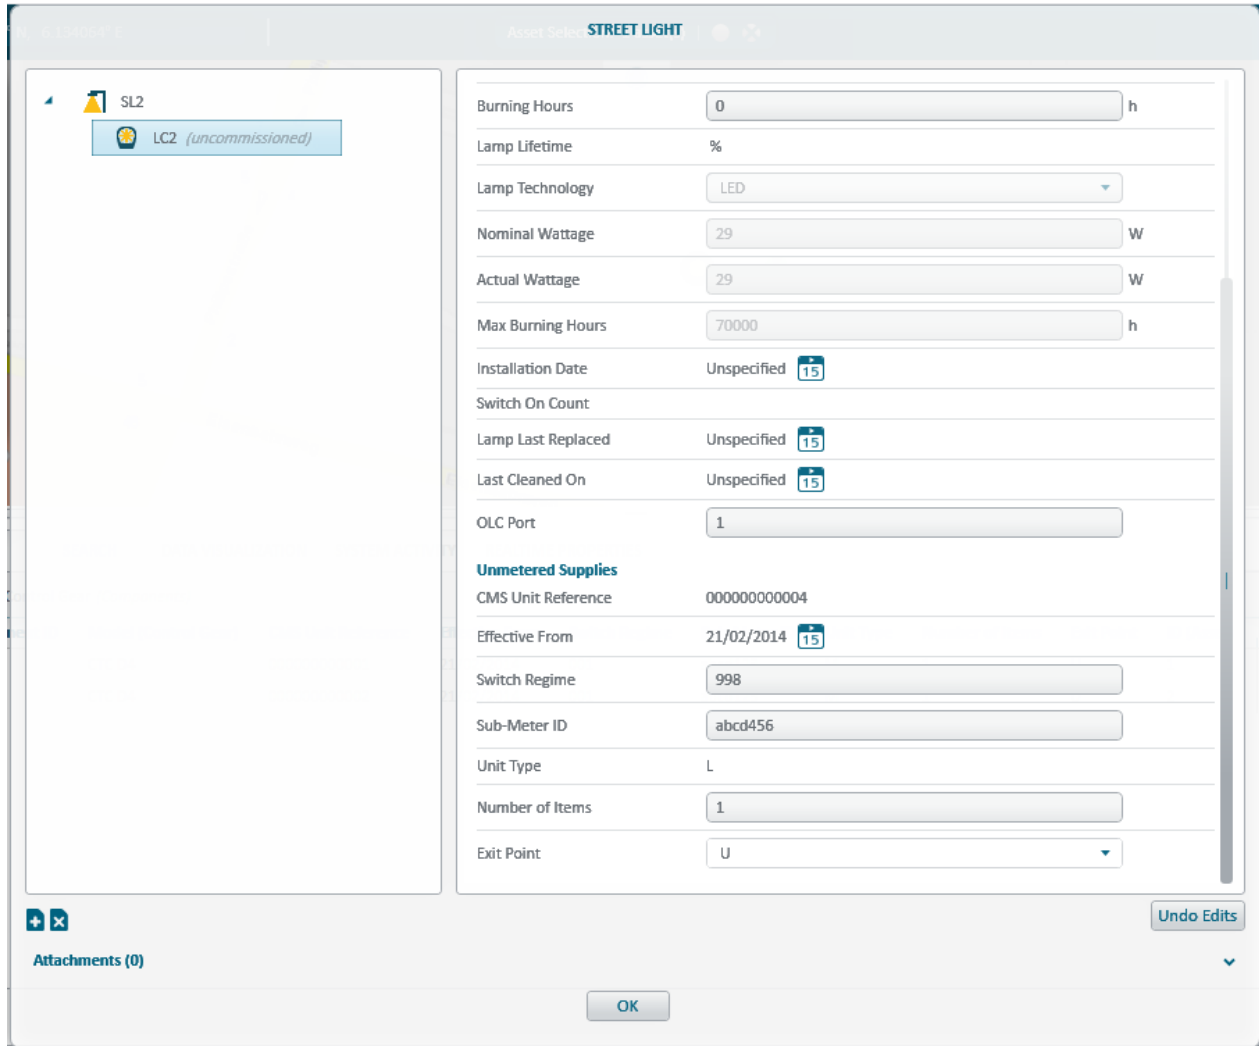 STREET LIGHT
SL2
LC2 (uncommissioned)
Burning Hours 0 h
Lamp Lifetime %
Lamp Technology LED
Nominal Wattage 29 W
Actual Wattage 29 W
Max Burning Hours 70000 h
Installation Date Unspecified 15
Switch On Count
Lamp Last Replaced Unspecified 15
Last Cleaned On Unspecified 15
OLC Port 1
Unmetered Supplies
CMS Unit Reference 000000000004
Effective From 21/02/2014 15
Switch Regime 998
Sub-Meter ID abcd456
Unit Type L
Number of Items 1
Exit Point U
Undo Edits
Attachments (0)
OK